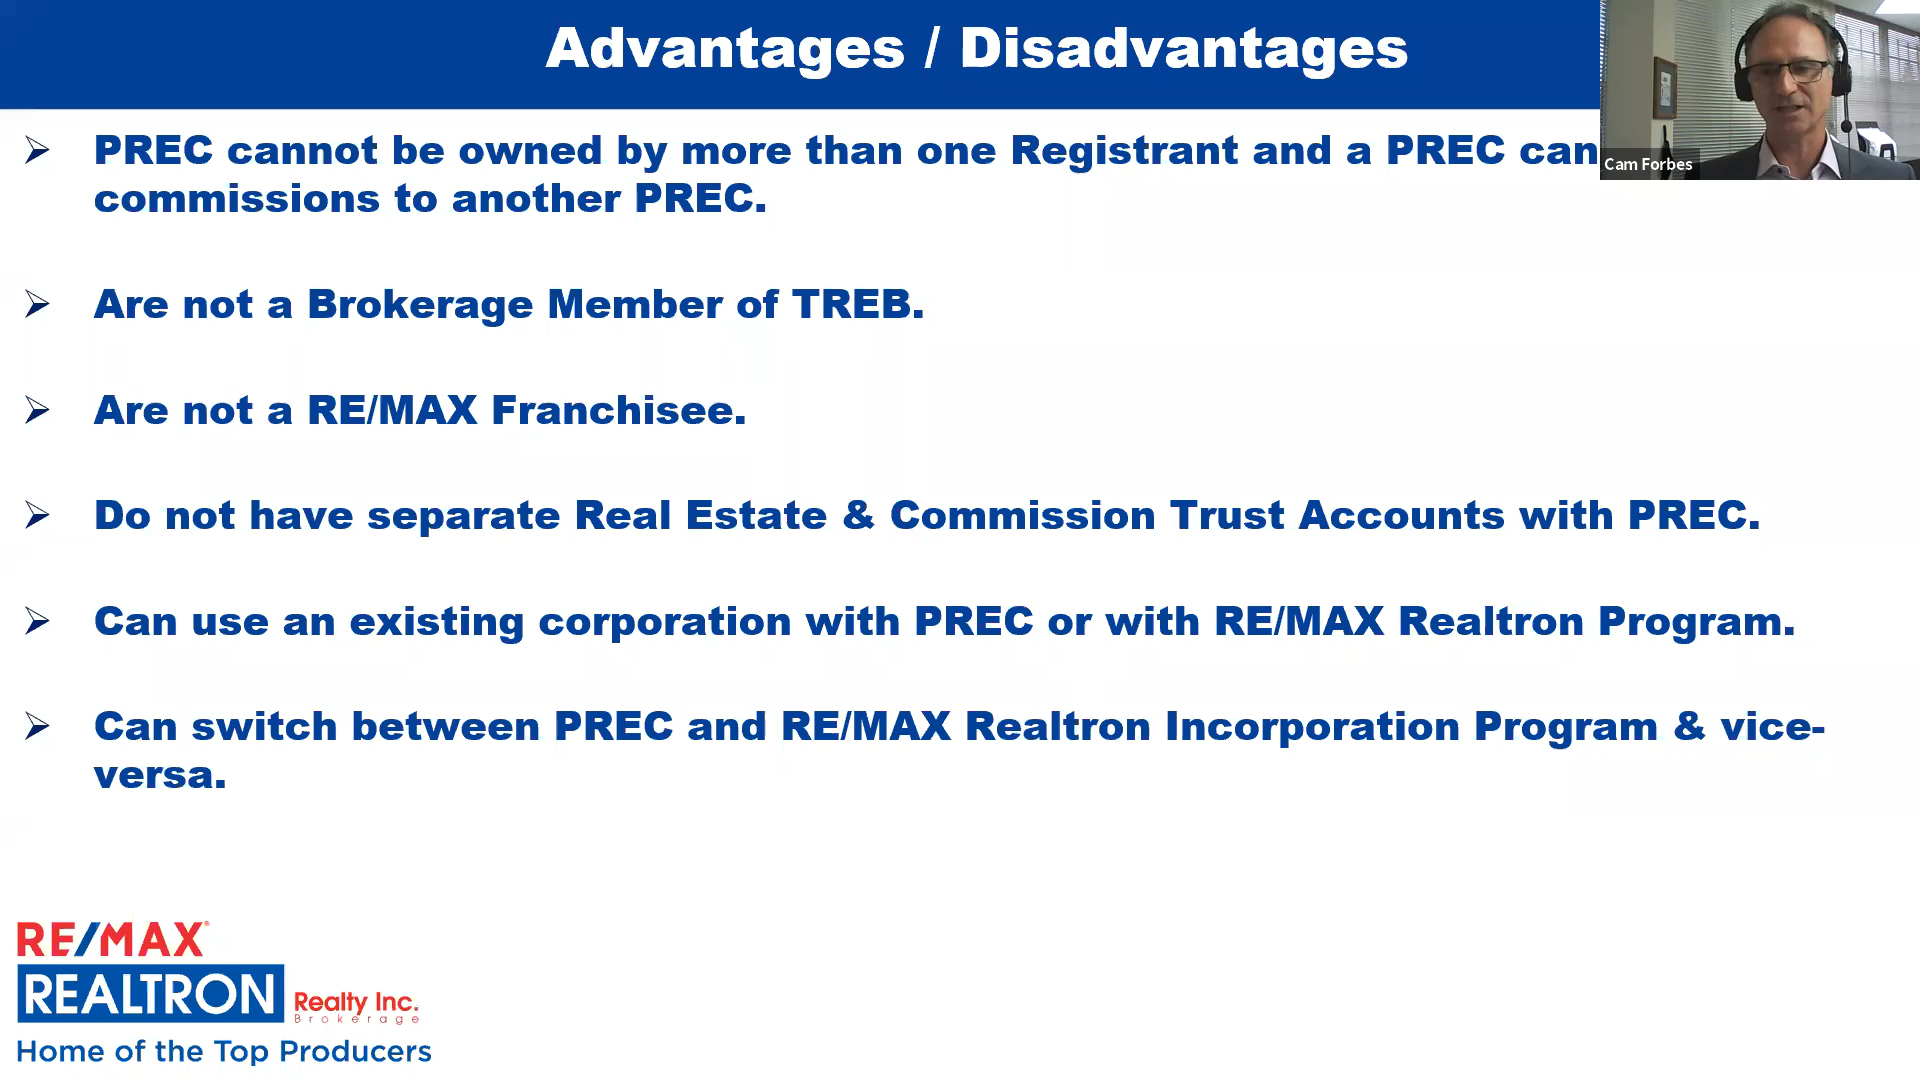 Advantages / Disadvantages
PREC cannot be owned by more than one Registrant and a PREC can
commissions to another PREC.
Are not a Brokerage Member of TREB.
Are not a RE/MAX Franchisee.
Do not have separate Real Estate & Commission Trust Accounts with PREC.
Can use an existing corporation with PREC or with RE/MAX Realtron Program.
Can switch between PREC and RE/MAX Realtron Incorporation Program & vice-
versa.
Cam Forbes
RE/MAX®
REALTRON Realty Inc.
Brokerage
Home of the Top Producers